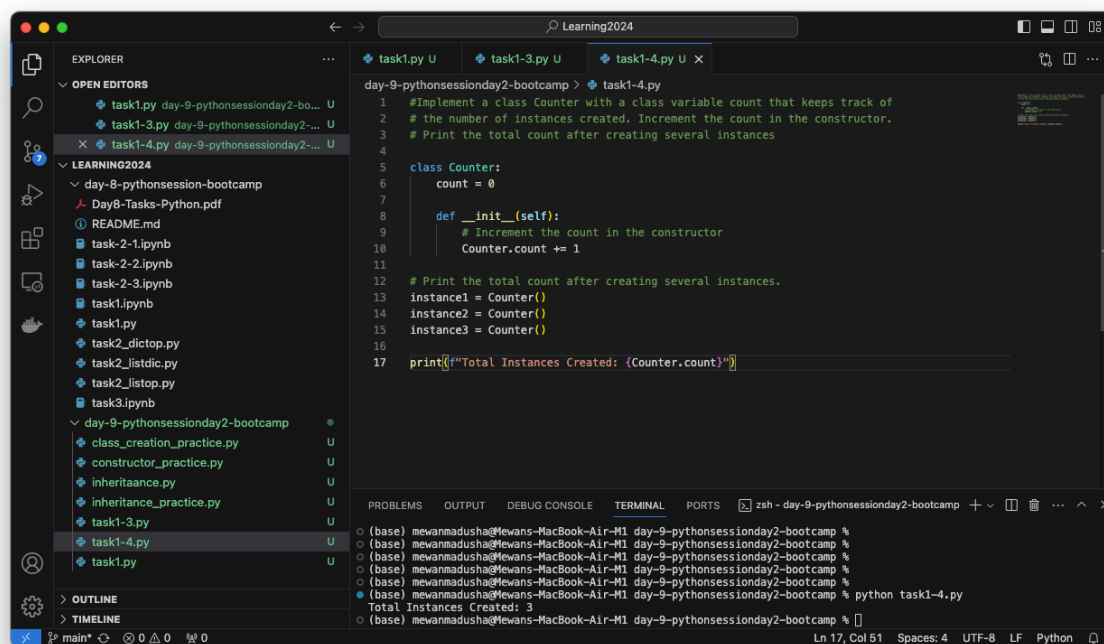 Learning2024
EXPLORER
OPEN EDITORS
task1.py day-9-pythonsessionday2-bo... U
task1-3.py day-9-pythonsessionday2-... U
task1-4.py day-9-pythonsessionday2-... U
LEARNING2024
day-8-pythonsession-bootcamp
Day8-Tasks-Python.pdf
README.md
task-2-1.ipynb
task-2-2.ipynb
task-2-3.ipynb
task1.ipynb
task1.py
task2_dictop.py
task2_listdic.py
task2_listop.py
task3.ipynb
day-9-pythonsessionday2-bootcamp
class_creation_practice.py U
constructor_practice.py U
inheritaance.py U
inheritance_practice.py U
task1-3.py U
task1-4.py U
task1.py U
OUTLINE
TIMELINE
7
task1.py U
task1-3.py U
task1-4.py U
day-9-pythonsessionday2-bootcamp > task1-4.py
1 #Implement a class Counter with a class variable count that keeps track of
2 # the number of instances created. Increment the count in the constructor.
3 # Print the total count after creating several instances
4
5 class Counter:
6 count = 0
7
8 def __init__(self):
9 # Increment the count in the constructor
10 Counter.count += 1
11
12 # Print the total count after creating several instances.
13 instance1 = Counter()
14 instance2 = Counter()
15 instance3 = Counter()
16
17 print(f"Total Instances Created: {Counter.count}")
PROBLEMS OUTPUT DEBUG CONSOLE TERMINAL PORTS zsh - day-9-pythonsessionday2-bootcamp
(base) mewanmadusha@Mewans-MacBook-Air-M1 day-9-pythonsessionday2-bootcamp %
(base) mewanmadusha@Mewans-MacBook-Air-M1 day-9-pythonsessionday2-bootcamp %
(base) mewanmadusha@Mewans-MacBook-Air-M1 day-9-pythonsessionday2-bootcamp %
(base) mewanmadusha@Mewans-MacBook-Air-M1 day-9-pythonsessionday2-bootcamp %
(base) mewanmadusha@Mewans-MacBook-Air-M1 day-9-pythonsessionday2-bootcamp %
(base) mewanmadusha@Mewans-MacBook-Air-M1 day-9-pythonsessionday2-bootcamp % python task1-4.py
Total Instances Created: 3
(base) mewanmadusha@Mewans-MacBook-Air-M1 day-9-pythonsessionday2-bootcamp %
main* 0 0 0 Ln 17, Col 51 Spaces: 4 UTF-8 LF Python